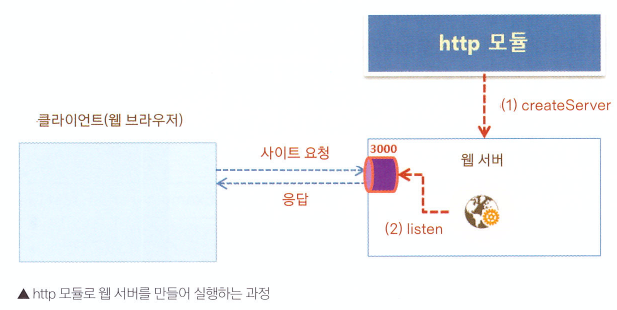 http 모듈
(1) createServer
클라이언트(웹 브라우저)
사이트 요청
3000
웹 서버
응답
(2) listen
▲ http 모듈로 웹 서버를 만들어 실행하는 과정